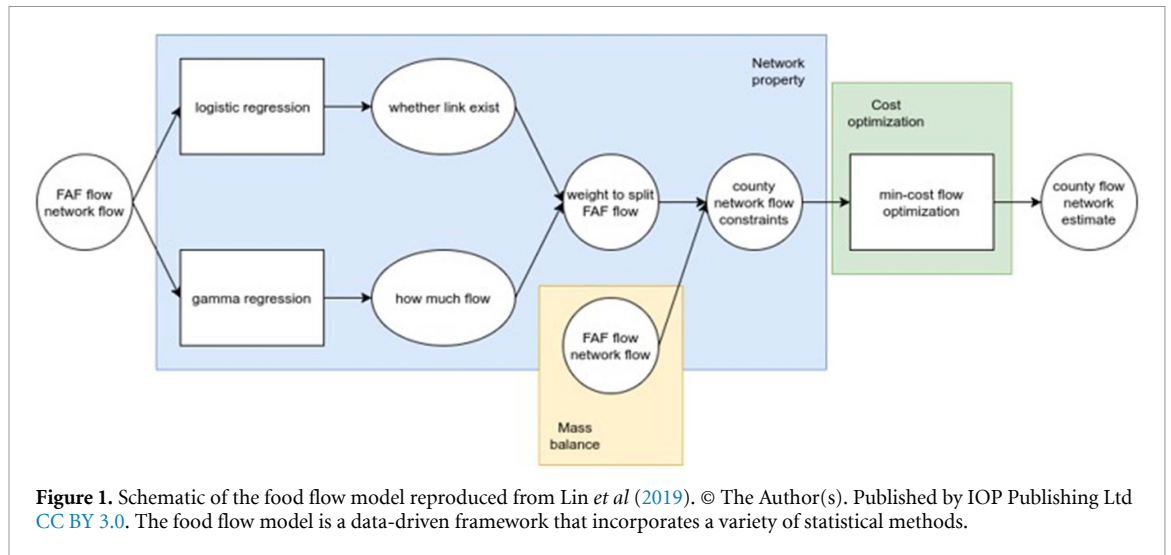 Network
property
Cost
optimization
logistic regression
whether link exist
FAF flow
network flow
weight to split
FAF flow
county
network flow
constraints
min-cost flow
optimization
county flow
network
estimate
gamma regression
how much flow
FAF flow
network flow
Mass
balance
Figure 1. Schematic of the food flow model reproduced from Lin et al (2019). © The Author(s). Published by IOP Publishing Ltd
CC BY 3.0. The food flow model is a data-driven framework that incorporates a variety of statistical methods.